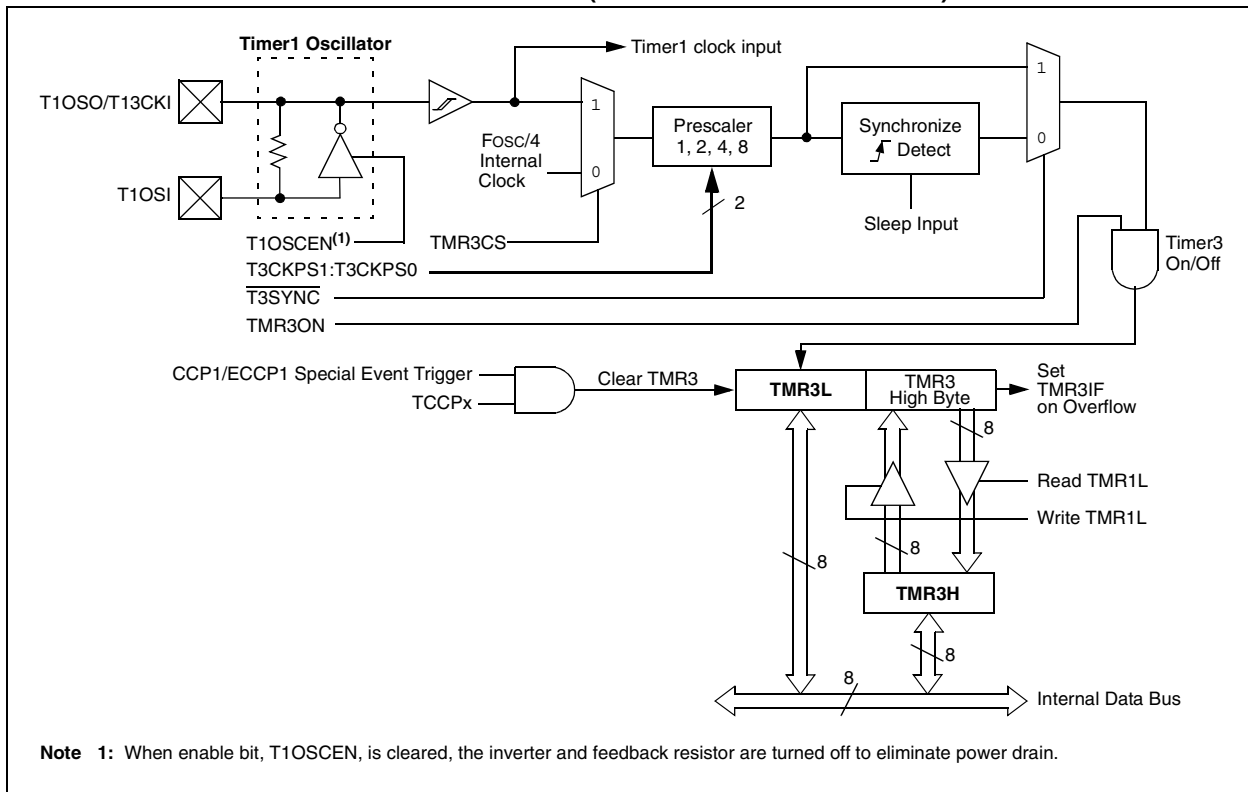 Timer1 Oscillator
Timer1 clock input
T1OSO/T13CKI
1
1
FOSC/4
Internal
Clock
0
Prescaler
1, 2, 4, 8
Synchronize
Detect
0
T1OSI
2
Sleep Input
T1OSCEN(1)
TMR3CS
Timer3
On/Off
T3CKPS1:T3CKPS0
T3SYNC
TMR3ON
CCP1/ECCP1 Special Event Trigger
TCCPx
Clear TMR3
TMR3L
TMR3
High Byte
Set
TMR3IF
on Overflow
8
Read TMR1L
Write TMR1L
8
8
TMR3H
8
8
Internal Data Bus
Note 1: When enable bit, T1OSCEN, is cleared, the inverter and feedback resistor are turned off to eliminate power drain.